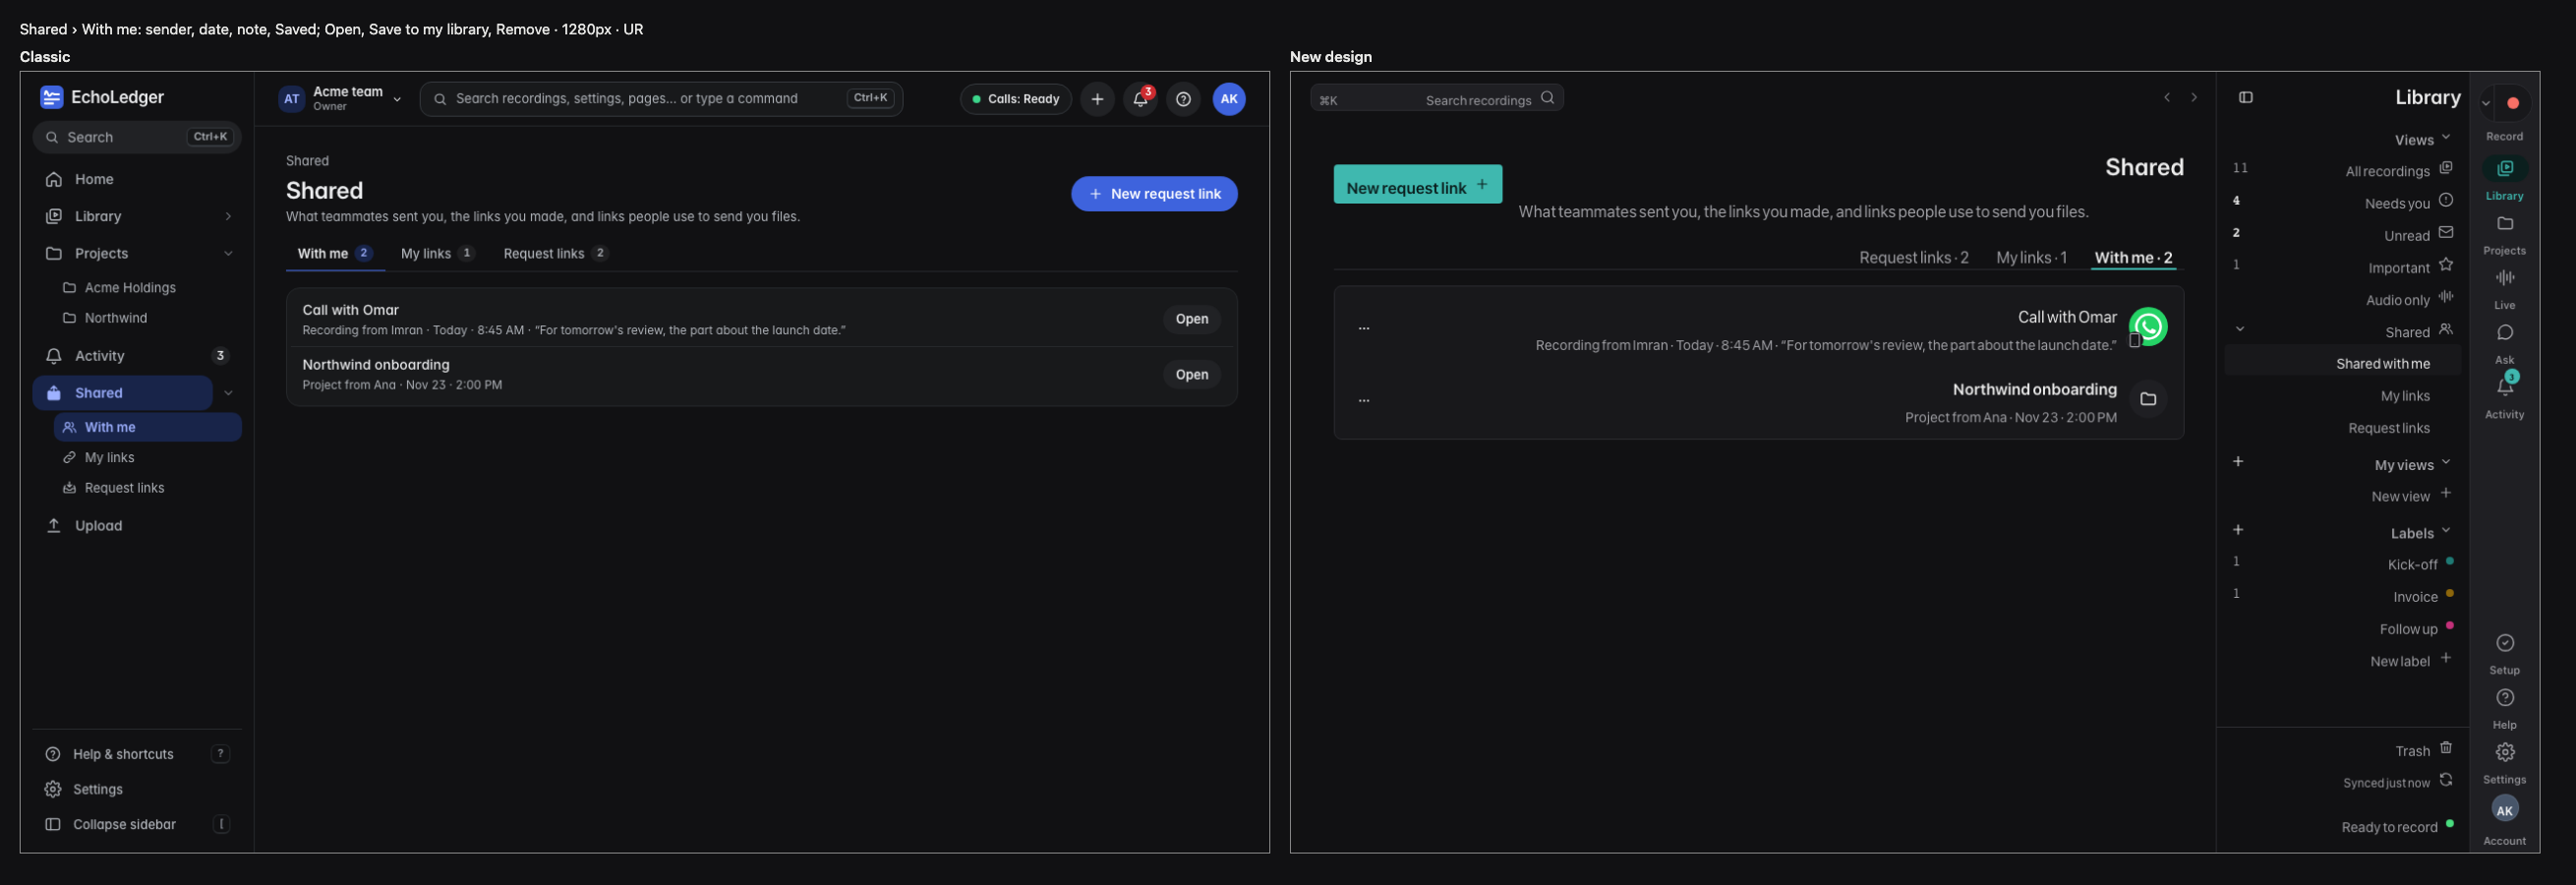 Shared › With me: sender, date, note, Saved; Open, Save to my library, Remove · 1280px · UR
Classic
EchoLedger
Search Ctrl+K
Home
Library
Projects
Acme Holdings
Northwind
Activity 3
Shared
With me
My links
Request links
Upload
Help & shortcuts ?
Settings
Collapse sidebar [
AT Acme team
Owner
Search recordings, settings, pages... or type a command Ctrl+K
Calls: Ready
3
AK
Shared
Shared
What teammates sent you, the links you made, and links people use to send you files.
New request link
With me 2 My links 1 Request links 2
Call with Omar
Recording from Imran · Today · 8:45 AM · “For tomorrow's review, the part about the launch date.”
Open
Northwind onboarding
Project from Ana · Nov 23 · 2:00 PM
Open
New design
⌘K Search recordings
Shared
New request link
What teammates sent you, the links you made, and links people use to send you files.
Request links · 2 My links · 1 With me · 2
Call with Omar
Recording from Imran · Today · 8:45 AM · “For tomorrow's review, the part about the launch date.”
...
Northwind onboarding
Project from Ana · Nov 23 · 2:00 PM
...
Library
Views
11 All recordings
4 Needs you
2 Unread
1 Important
Audio only
Shared
Shared with me
My links
Request links
My views
New view
Labels
1 Kick-off
1 Invoice
Follow up
New label
Trash
Synced just now
Ready to record
Record
Library
Projects
Live
Ask
3
Activity
Setup
Help
Settings
AK
Account